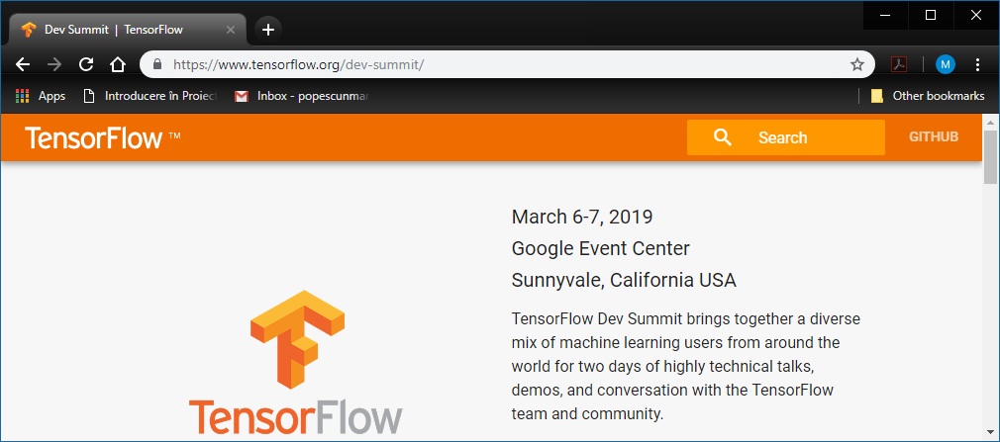 Dev Summit | TensorFlow
https://www.tensorflow.org/dev-summit/
M
Apps
Introducere în Proiec
Inbox - popescunmar
Other bookmarks
TensorFlow ™
Search
GITHUB
March 6-7, 2019
Google Event Center
Sunnyvale, California USA
TensorFlow Dev Summit brings together a diverse
mix of machine learning users from around the
world for two days of highly technical talks,
demos, and conversation with the TensorFlow
team and community.
TensorFlow